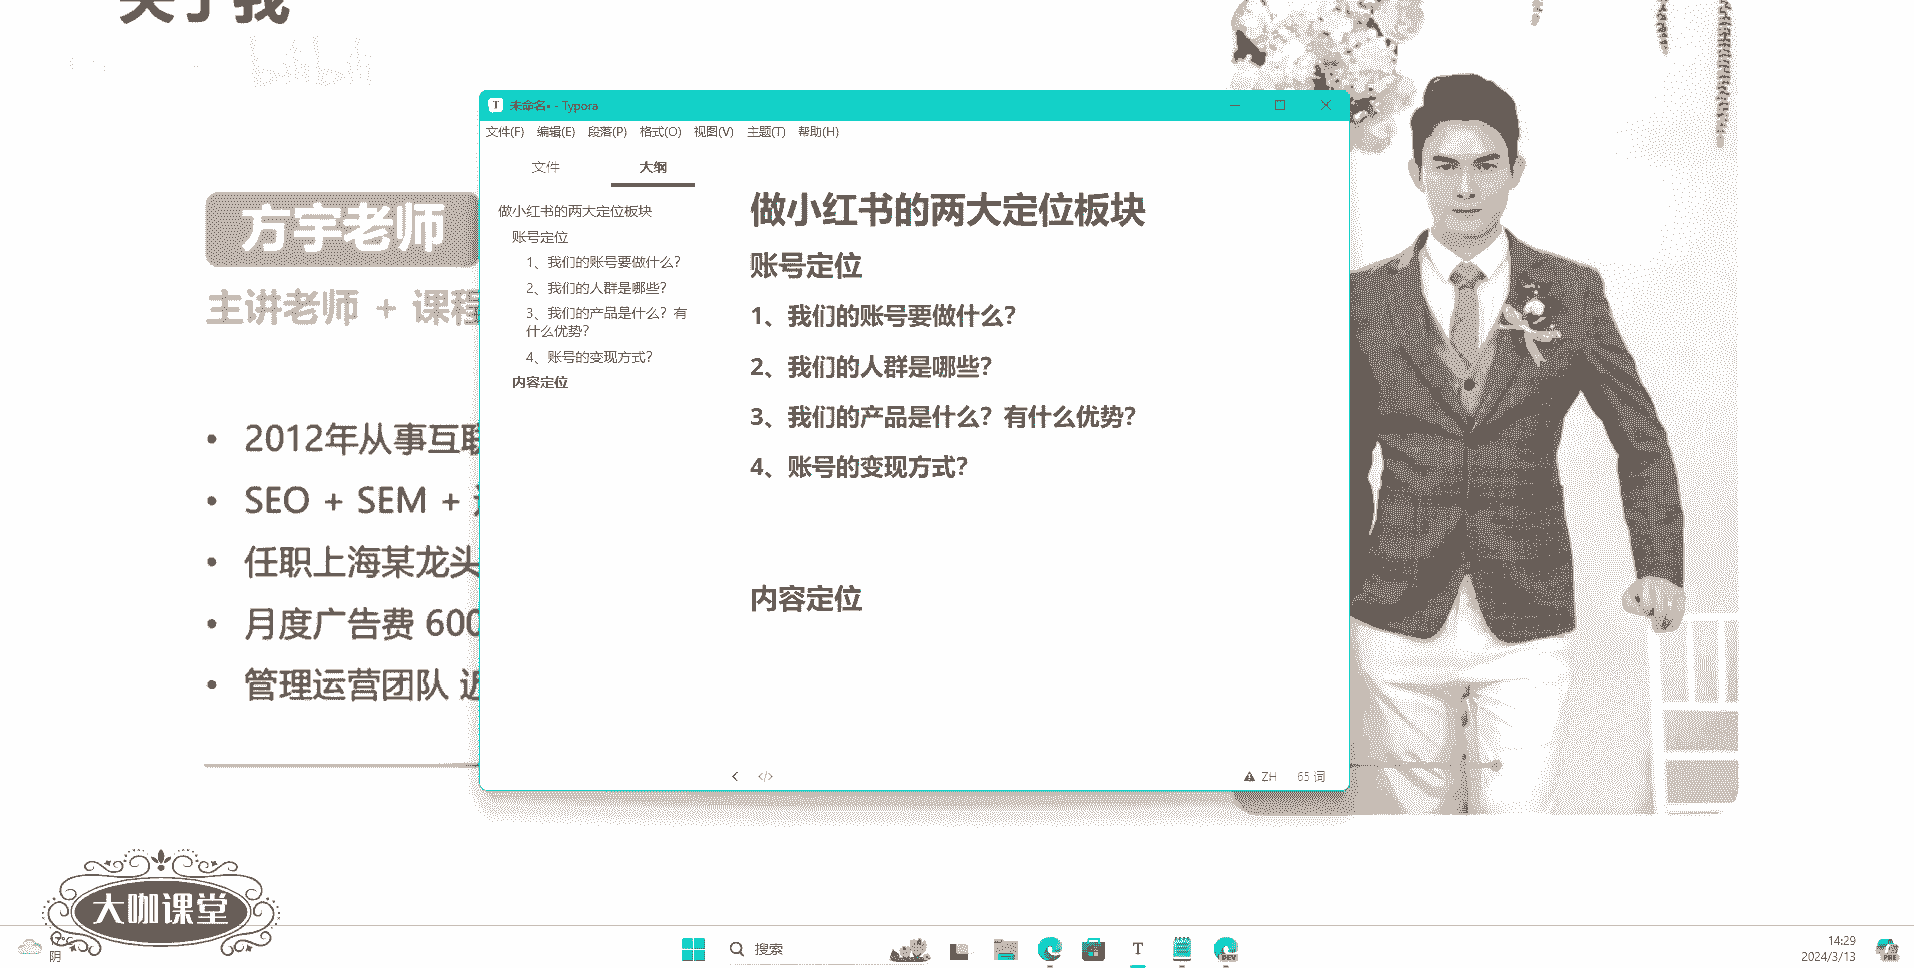 关于我
bilibili
方宇老师
主讲老师 + 课程
• 2012年从事互联
• SEO + SEM +
• 任职上海某龙头
• 月度广告费 600
• 管理运营团队 近
未命名• - Typora
文件(F) 编辑(E) 段落(P) 格式(O) 视图(V) 主题(T) 帮助(H)
文件 大纲
做小红书的两大定位板块
账号定位
1、我们的账号要做什么？
2、我们的人群是哪些？
3、我们的产品是什么？有
什么优势？
4、账号的变现方式？
内容定位
做小红书的两大定位板块
账号定位
1、我们的账号要做什么？
2、我们的人群是哪些？
3、我们的产品是什么？有什么优势？
4、账号的变现方式？
内容定位
</> ZH 65 词
大咖课堂
阴
搜索
DEV
14:29
2024/3/13
PRE